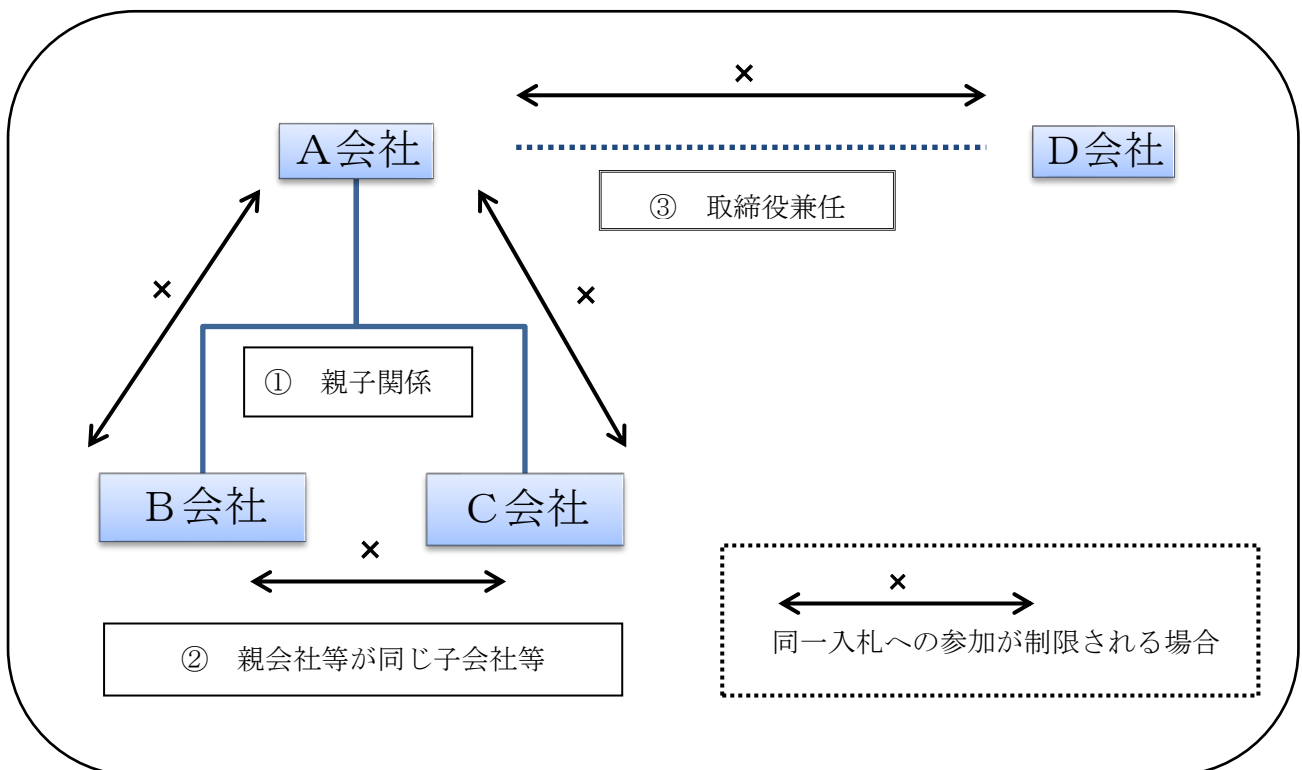 ×
A会社
D会社
③ 取締役兼任
×
×
① 親子関係
B会社
C会社
×
② 親会社等が同じ子会社等
×
同一入札への参加が制限される場合